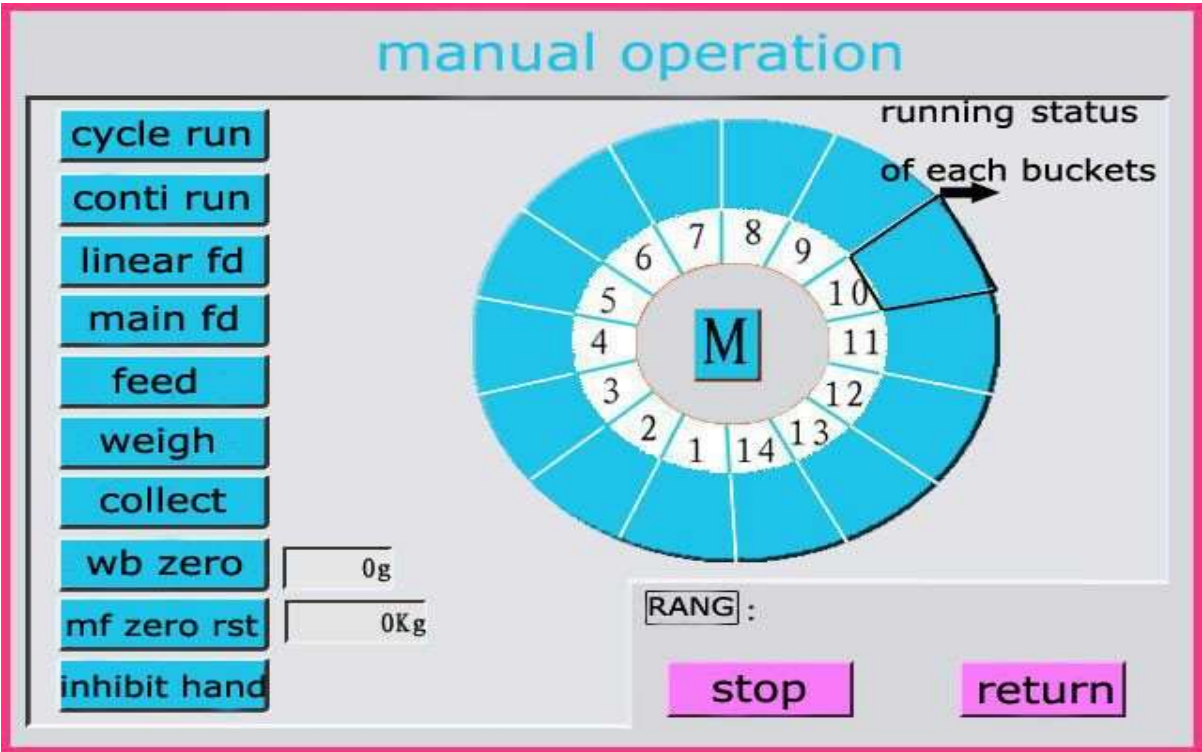 manual operation
running status
of each buckets
cycle run
conti run
linear fd
main fd
feed
weigh
collect
wb zero
0g
mf zero rst
0Kg
inhibit hand
1
2
3
4
5
6
7
8
9
10
11
12
13
14
M
RANG :
stop
return